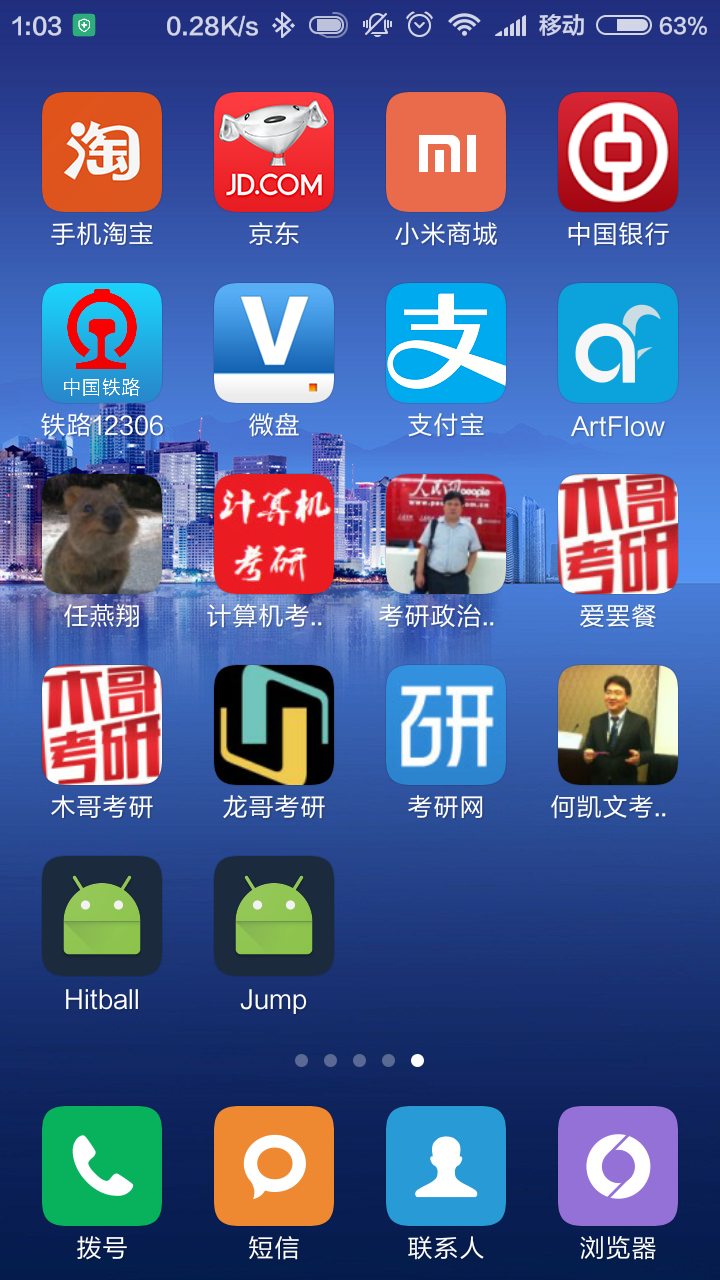 1:03 0.28K/s 移动 63%
淘
JD.COM
mi
手机淘宝 京东 小米商城 中国银行
中国铁路
V
支
铁路12306 微盘 支付宝 ArtFlow
计算机
考研
人民网 people
木哥
考研
任燕翔 计算机考.. 考研政治.. 爱罢餐
木哥
考研
研
木哥考研 龙哥考研 考研网 何凯文考..
Hitball Jump
拨号 短信 联系人 浏览器